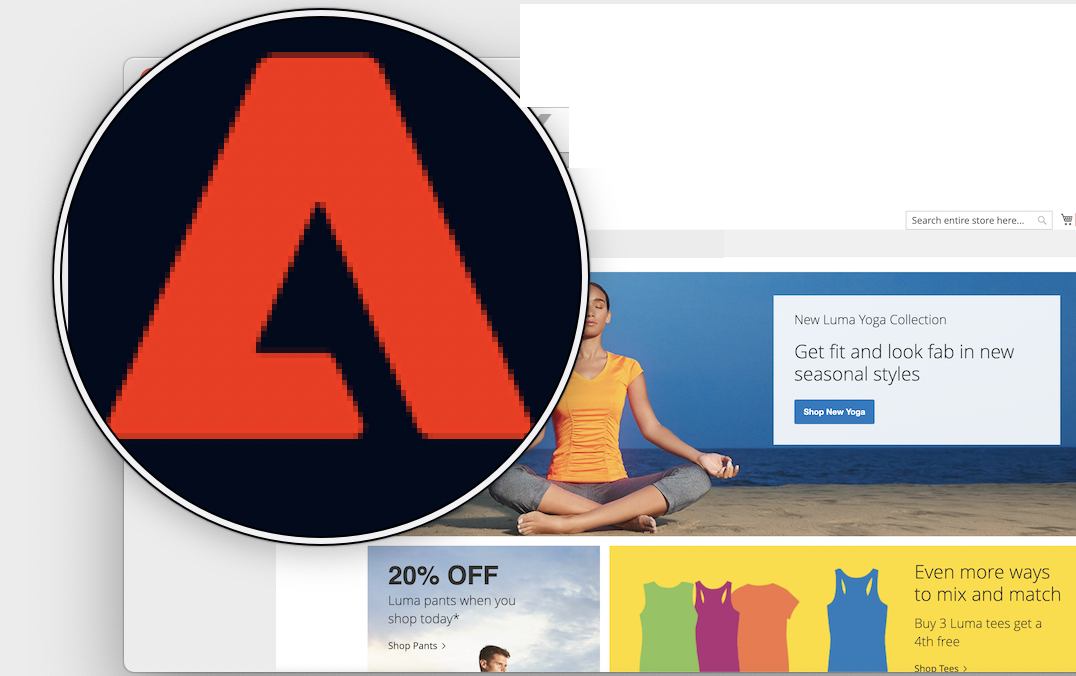 Search entire store here...
New Luma Yoga Collection
Get fit and look fab in new
seasonal styles
Shop New Yoga
20% OFF
Luma pants when you
shop today*
Shop Pants >
Even more ways
to mix and match
Buy 3 Luma tees get a
4th free
Shop Tees >